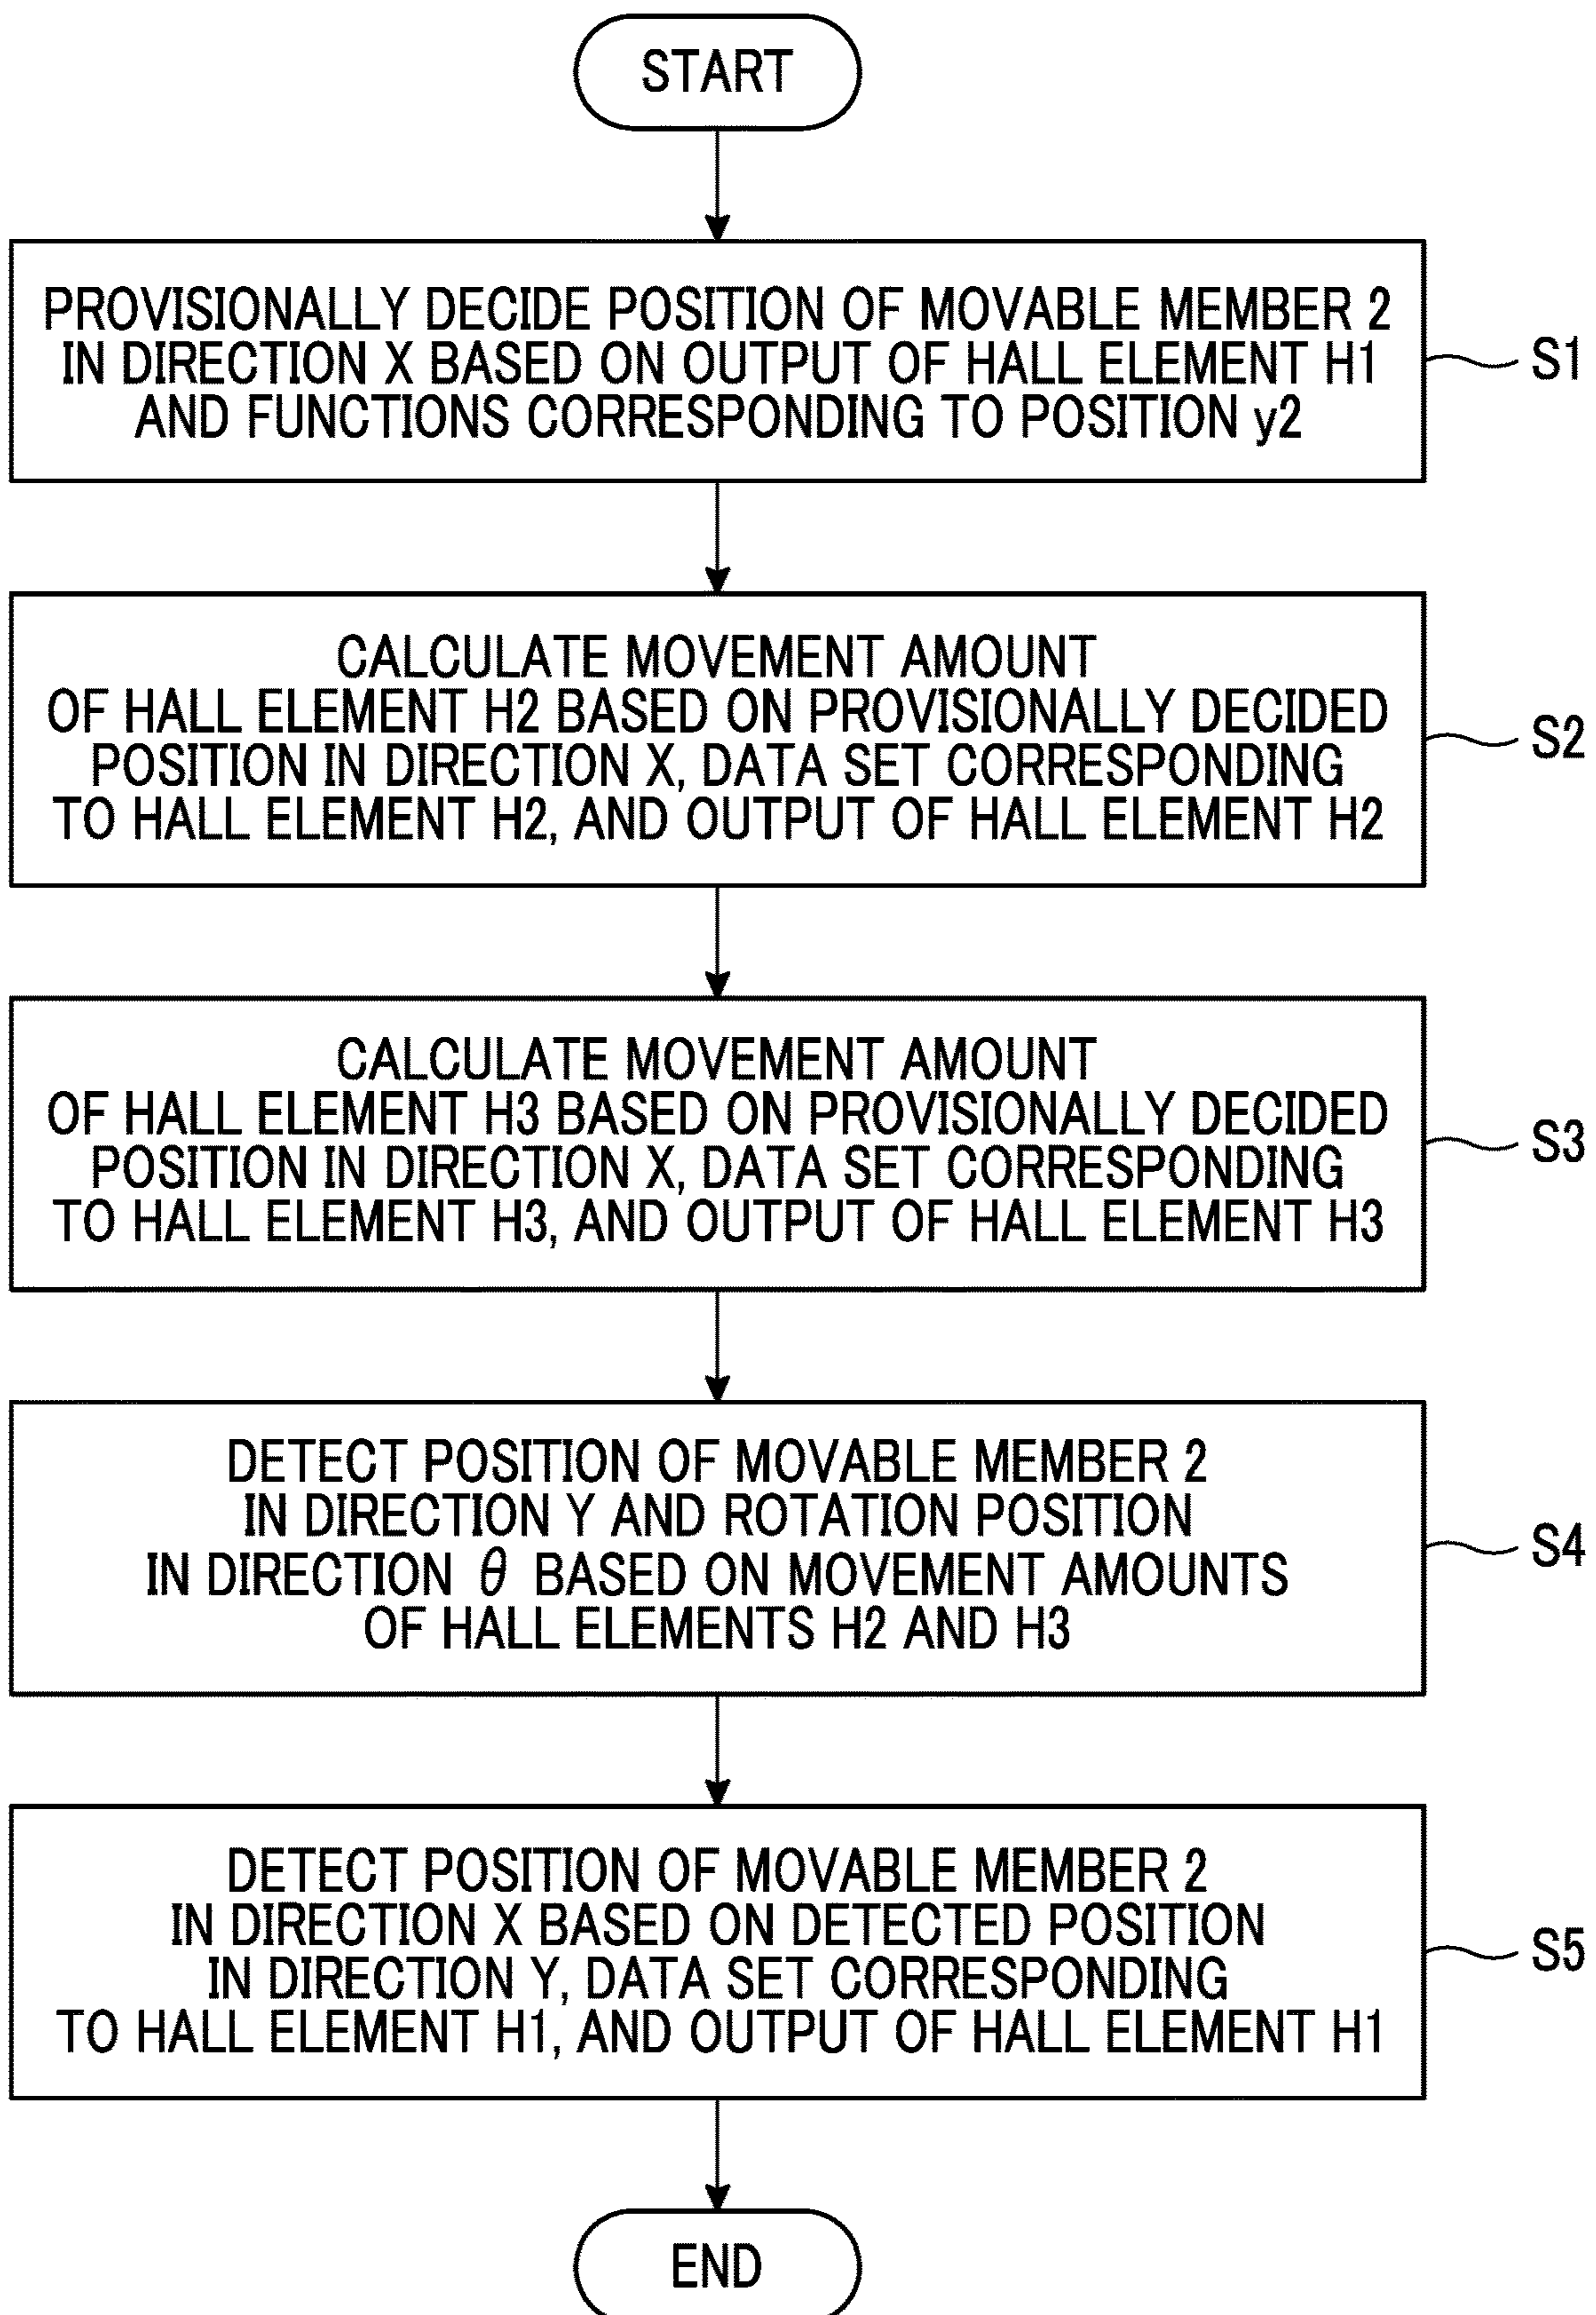 START
PROVISIONALLY DECIDE POSITION OF MOVABLE MEMBER 2
IN DIRECTION X BASED ON OUTPUT OF HALL ELEMENT H1
AND FUNCTIONS CORRESPONDING TO POSITION y2
S1
CALCULATE MOVEMENT AMOUNT
OF HALL ELEMENT H2 BASED ON PROVISIONALLY DECIDED
POSITION IN DIRECTION X, DATA SET CORRESPONDING
TO HALL ELEMENT H2, AND OUTPUT OF HALL ELEMENT H2
S2
CALCULATE MOVEMENT AMOUNT
OF HALL ELEMENT H3 BASED ON PROVISIONALLY DECIDED
POSITION IN DIRECTION X, DATA SET CORRESPONDING
TO HALL ELEMENT H3, AND OUTPUT OF HALL ELEMENT H3
S3
DETECT POSITION OF MOVABLE MEMBER 2
IN DIRECTION Y AND ROTATION POSITION
IN DIRECTION θ BASED ON MOVEMENT AMOUNTS
OF HALL ELEMENTS H2 AND H3
S4
DETECT POSITION OF MOVABLE MEMBER 2
IN DIRECTION X BASED ON DETECTED POSITION
IN DIRECTION Y, DATA SET CORRESPONDING
TO HALL ELEMENT H1, AND OUTPUT OF HALL ELEMENT H1
S5
END